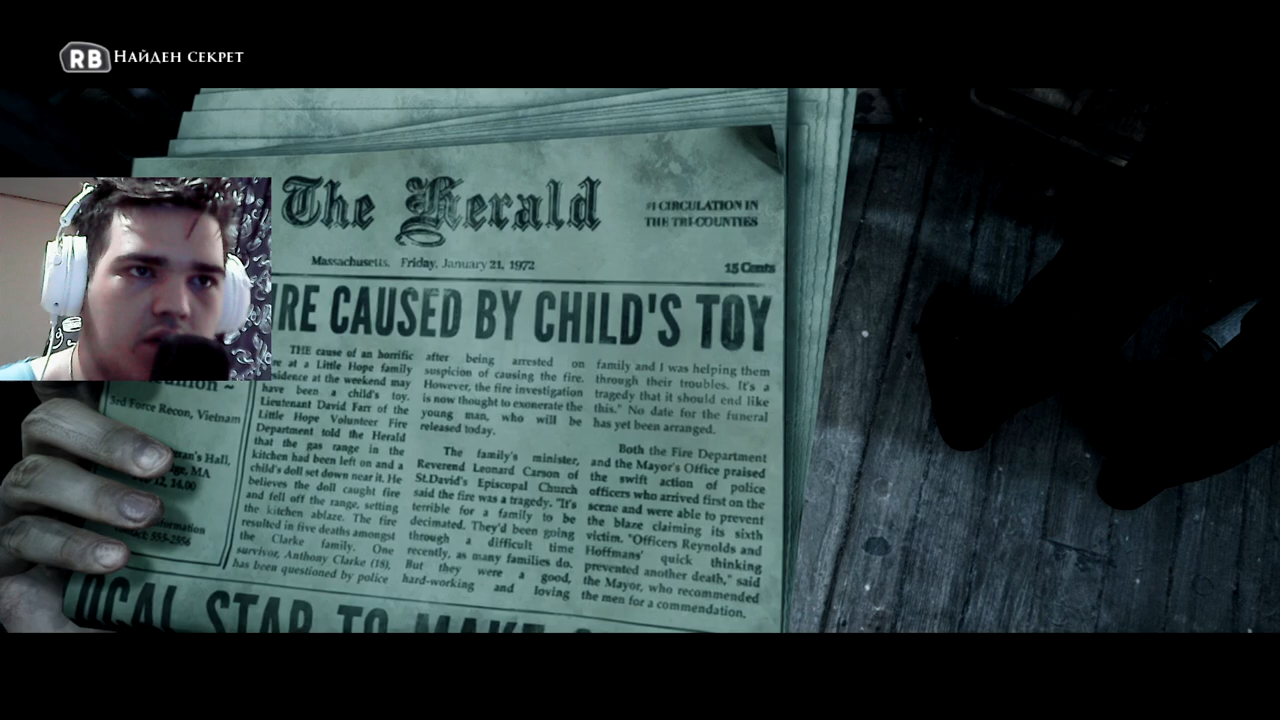 RB НАЙДЕН СЕКРЕТ
The Herald
#1 CIRCULATION IN
THE TRI-COUNTIES
Massachusetts, Friday, January 21, 1972
15 Cents
CAUSED BY CHILD'S TOY
THE cause of an horrific
at a Little Hope family
at the weekend may
have been a child's toy.
Lieutenant David Farr of the
Little Hope Volunteer Fire
Department told the Herald
that the gas range in the
kitchen had been left on and a
child's doll set down near it. He
believes the doll caught fire
and fell off the range, setting
the kitchen ablaze. The fire
resulted in five deaths amongst
the Clarke family. One
survivor, Anthony Clarke (18),
has been questioned by police
after being arrested on
suspicion of causing the fire.
However, the fire investigation
is now thought to exonerate the
young man, who will be
released today.
The family's minister,
Reverend Leonard Carson of
St.David's Episcopal Church
said the fire was a tragedy. "It's
terrible for a family to be
decimated. They'd been going
through a difficult time
recently, as many families do.
But they were a good,
hard-working and loving
family and I was helping them
through their troubles. It's a
tragedy that it should end like
this." No date for the funeral
has yet been arranged.
Both the Fire Department
and the Mayor's Office praised
the swift action of police
officers who arrived first on the
scene and were able to prevent
the blaze claiming its sixth
victim. "Officers Reynolds and
Hoffmans' quick thinking
prevented another death," said
the Mayor, who recommended
the men for a commendation.
3rd Force Recon, Vietnam
Hall,
MA
12, 14.00
STAR TO MAKE